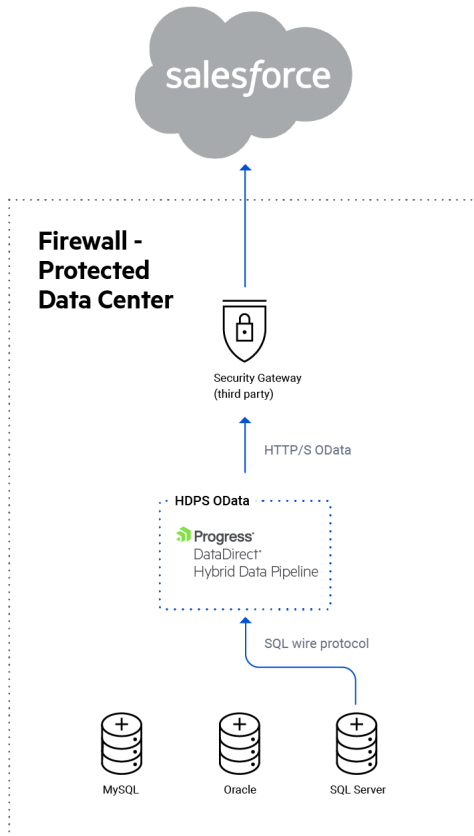 salesforce
Firewall -
Protected
Data Center
Security Gateway
(third party)
HTTP/S OData
HDPS OData
Progress®
DataDirect®
Hybrid Data Pipeline
SQL wire protocol
MySQL
Oracle
SQL Server